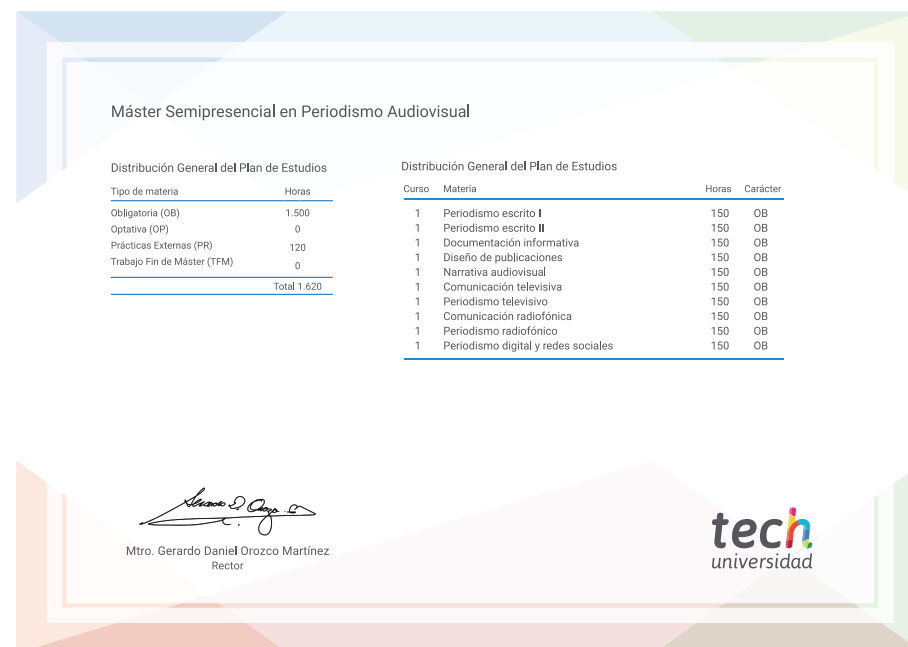 Máster Semipresencial en Periodismo Audiovisual
Distribución General del Plan de Estudios
Tipo de materia Horas
Obligatoria (OB) 1.500
Optativa (OP) 0
Prácticas Externas (PR) 120
Trabajo Fin de Máster (TFM) 0
Total 1.620
Distribución General del Plan de Estudios
Curso Materia Horas Carácter
1 Periodismo escrito I 150 OB
1 Periodismo escrito II 150 OB
1 Documentación informativa 150 OB
1 Diseño de publicaciones 150 OB
1 Narrativa audiovisual 150 OB
1 Comunicación televisiva 150 OB
1 Periodismo televisivo 150 OB
1 Comunicación radiofónica 150 OB
1 Periodismo radiofónico 150 OB
1 Periodismo digital y redes sociales 150 OB
Mtro. Gerardo Daniel Orozco Martínez
Rector
tech
universidad